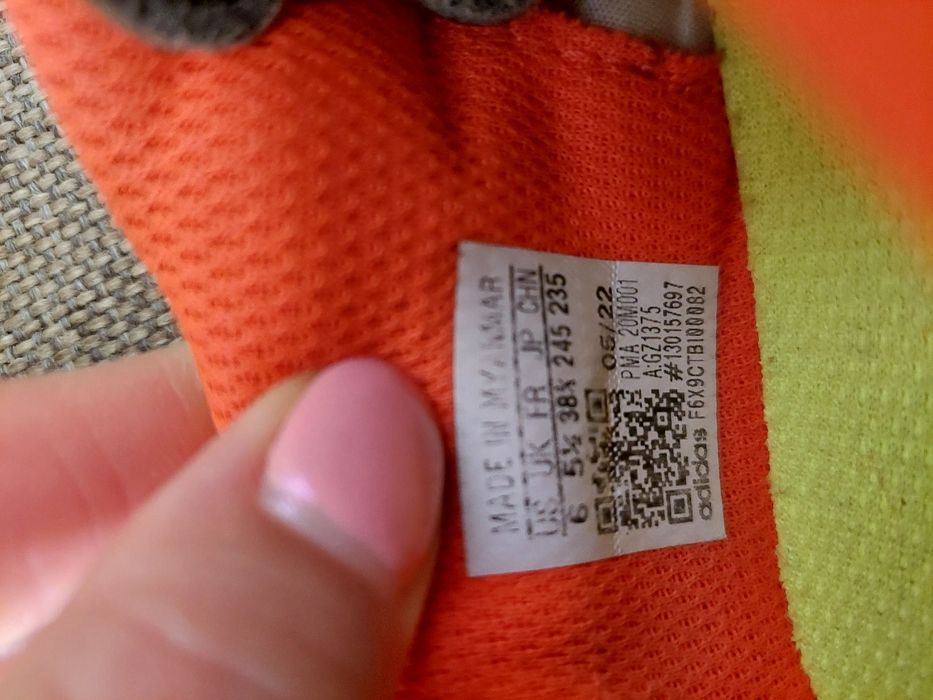 MADE IN MYANMAR
US UK FR JP CHN
6 5½ 38⅔ 245 235
05/22
PMA 20M001
A:GZ1375
#130157697
adidas F6X9CTBI00082